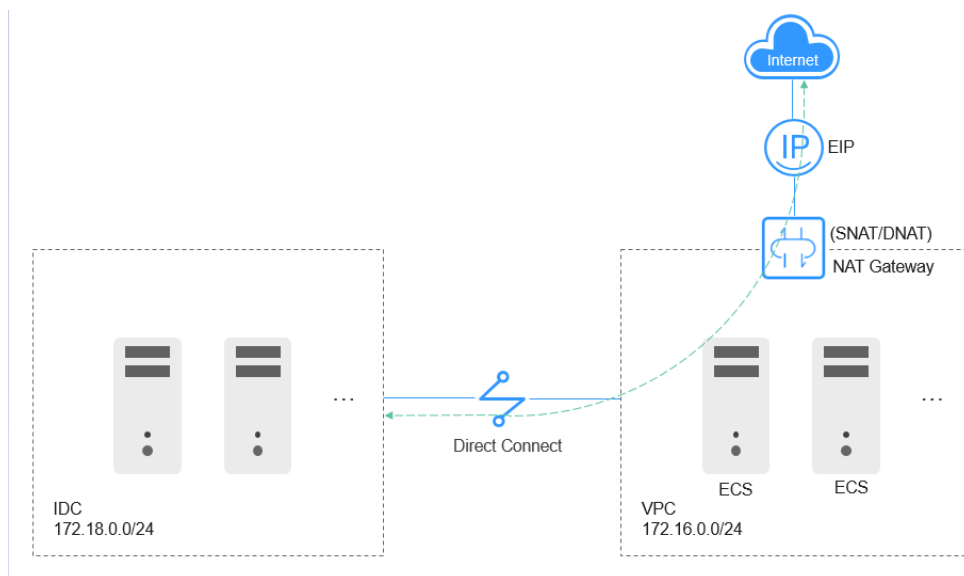 Internet
IP
EIP
(SNAT/DNAT)
NAT Gateway
...
Direct Connect
...
ECS
ECS
IDC
172.18.0.0/24
VPC
172.16.0.0/24